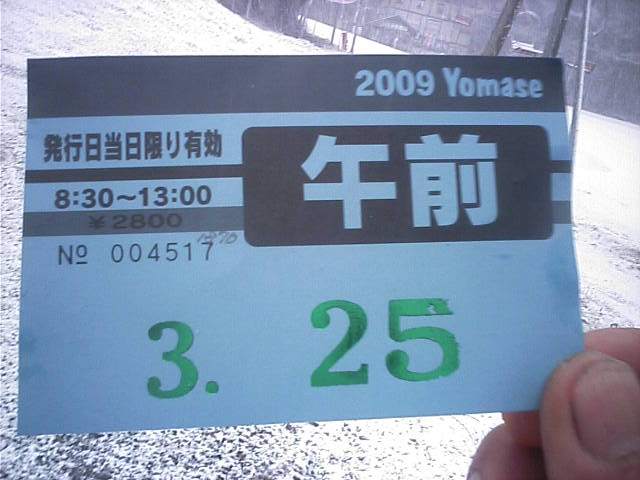 2009 Yomase
発行日当日限り有効
午前
8:30～13:00
￥2800
№ 004517
3. 25